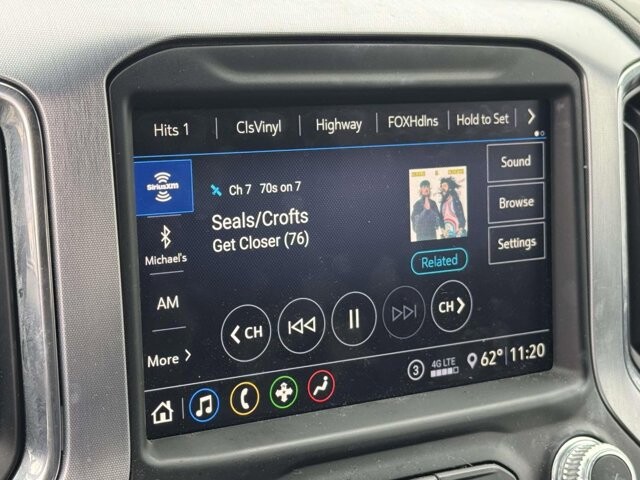 Hits 1 ClsVinyl Highway FOXHdlns Hold to Set
SiriusXM
Ch 7 70s on 7
Sound
Seals/Crofts
Get Closer (76)
Browse
Michael's
Settings
Related
AM
CH
CH
More
3 4G LTE 62° 11:20